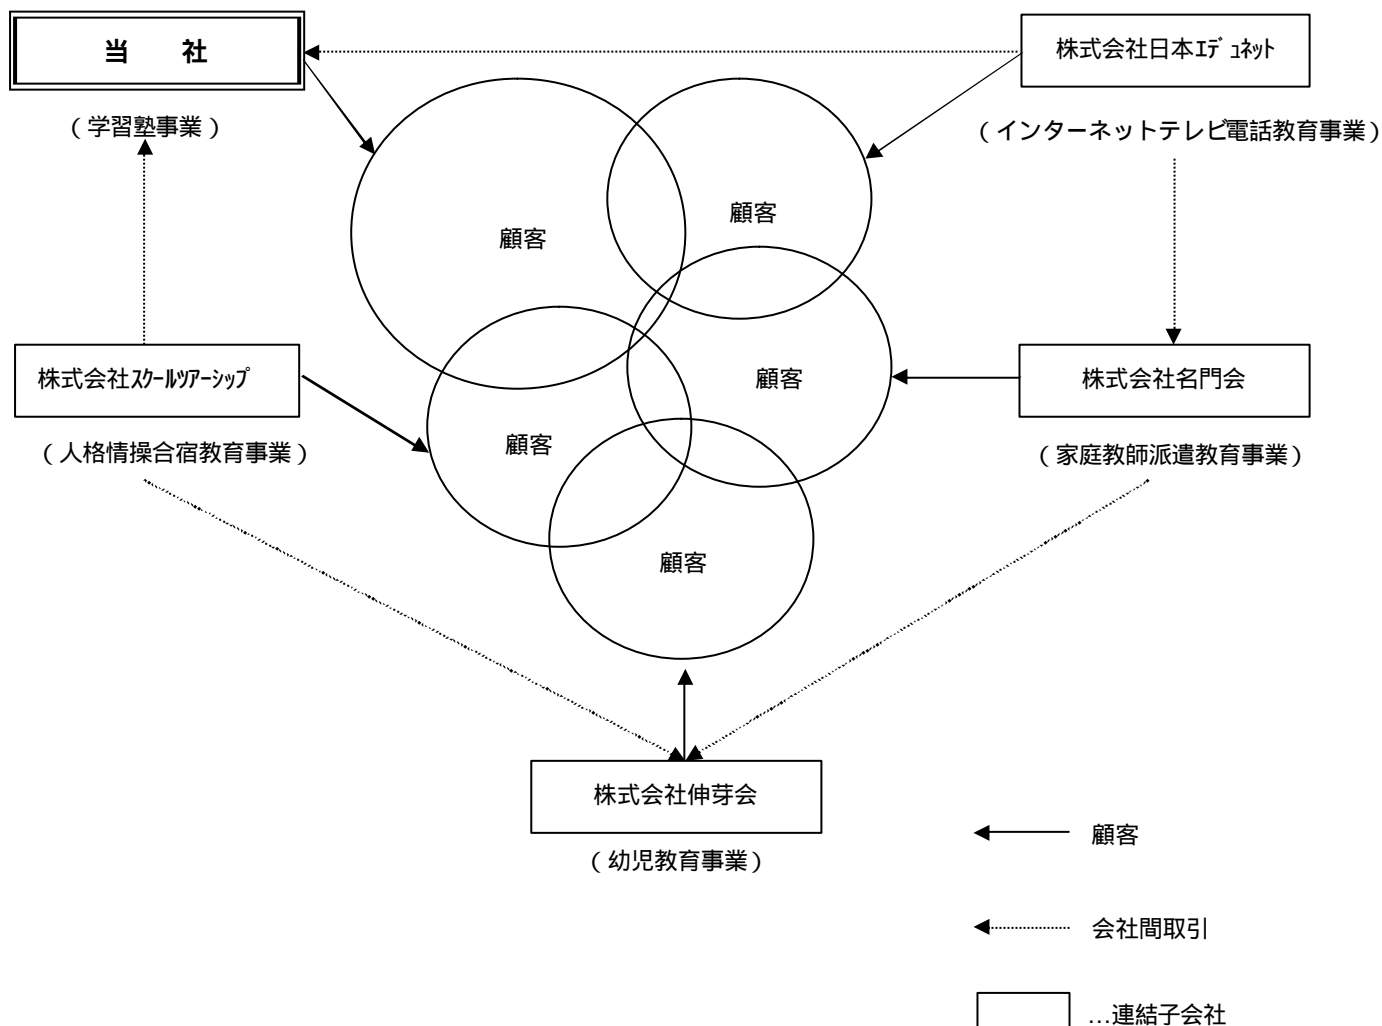 当　　社
株式会社日本ｴﾃﾞｭﾈｯﾄ
（学習塾事業）
（インターネットテレビ電話教育事業）
顧客
顧客
株式会社ｽｸｰﾙﾂｱｰｼｯﾌﾟ
顧客
株式会社名門会
（人格情操合宿教育事業）
顧客
（家庭教師派遣教育事業）
顧客
株式会社伸芽会
（幼児教育事業）
顧客
会社間取引
…連結子会社